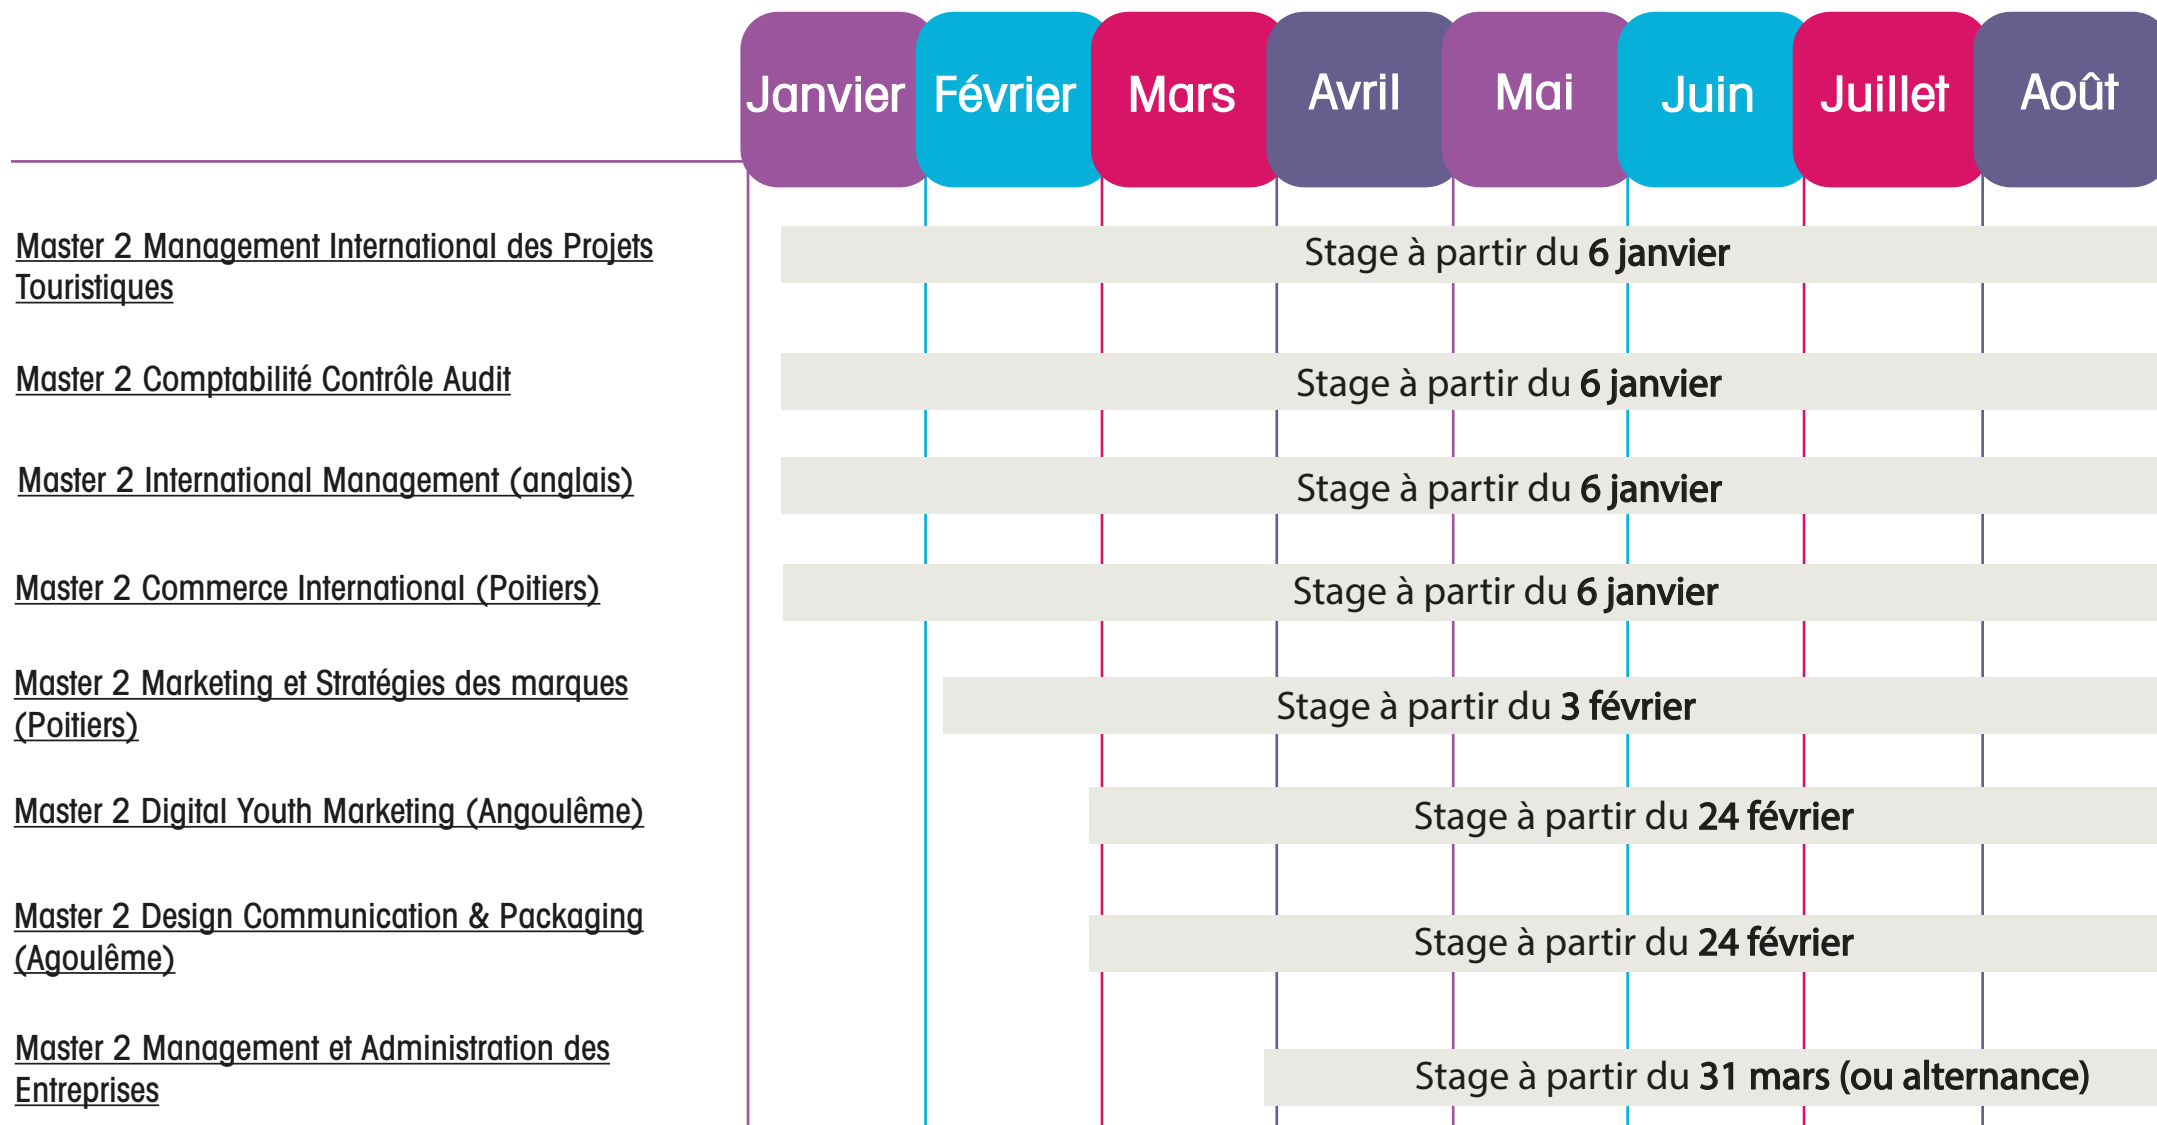 Janvier Février Mars Avril Mai Juin Juillet Août
Master 2 Management International des Projets
Touristiques
Stage à partir du 6 janvier
Master 2 Comptabilité Contrôle Audit
Stage à partir du 6 janvier
Master 2 International Management (anglais)
Stage à partir du 6 janvier
Master 2 Commerce International (Poitiers)
Stage à partir du 6 janvier
Master 2 Marketing et Stratégies des marques
(Poitiers)
Stage à partir du 3 février
Master 2 Digital Youth Marketing (Angoulême)
Stage à partir du 24 février
Master 2 Design Communication & Packaging
(Agoulême)
Stage à partir du 24 février
Master 2 Management et Administration des
Entreprises
Stage à partir du 31 mars (ou alternance)